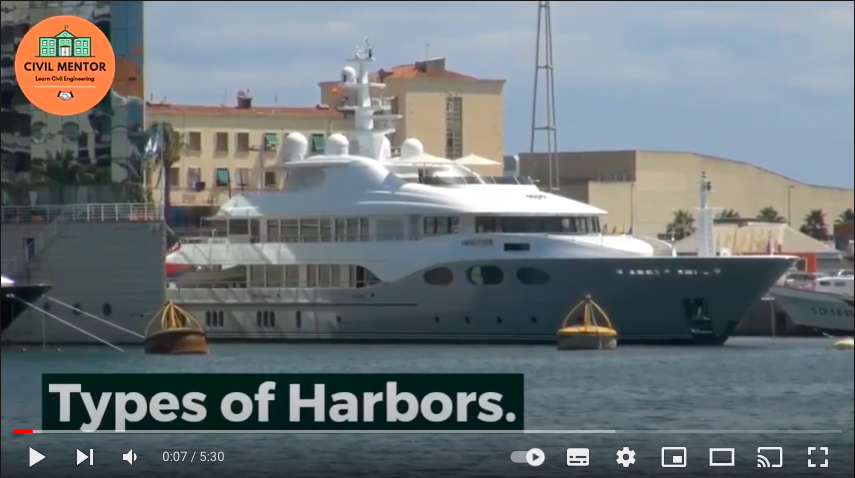 CIVIL MENTOR
Learn Civil Engineering
Types of Harbors.
0:07 / 5:30